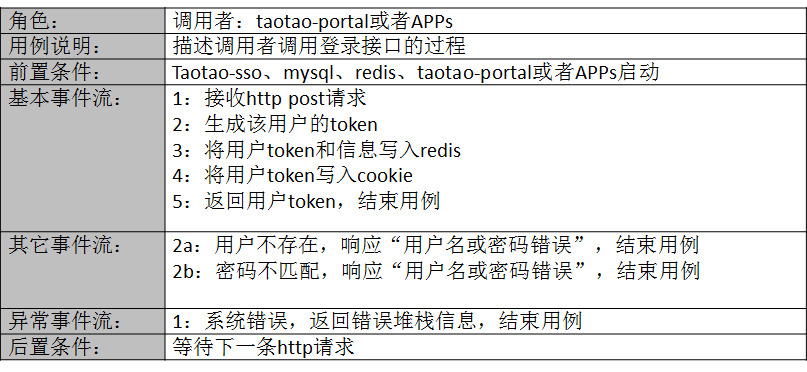 角色： 调用者：taotao-portal或者APPs
用例说明： 描述调用者调用登录接口的过程
前置条件： Taotao-sso、mysql、redis、taotao-portal或者APPs启动
基本事件流： 1：接收http post请求
2：生成该用户的token
3：将用户token和信息写入redis
4：将用户token写入cookie
5：返回用户token，结束用例
其它事件流： 2a：用户不存在，响应“用户名或密码错误”，结束用例
2b：密码不匹配，响应“用户名或密码错误”，结束用例
异常事件流： 1：系统错误，返回错误堆栈信息，结束用例
后置条件： 等待下一条http请求